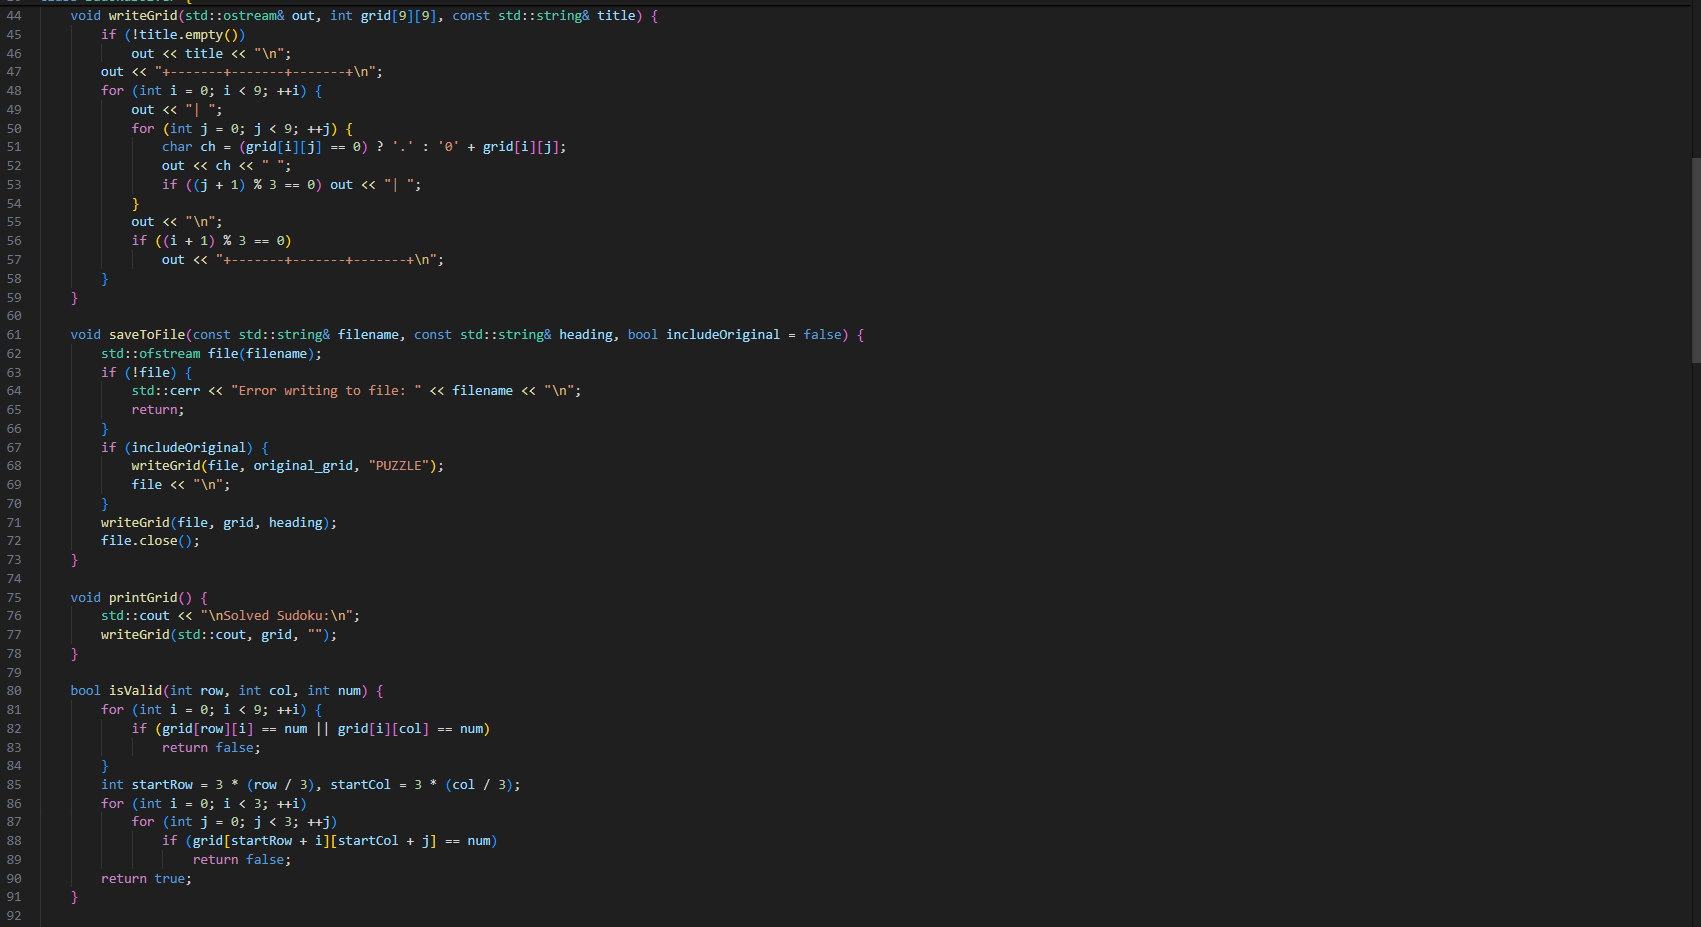 44 void writeGrid(std::ostream& out, int grid[9][9], const std::string& title) {
45 if (!title.empty())
46 out << title << "\n";
47 out << "+-------+-------+-------+\n";
48 for (int i = 0; i < 9; ++i) {
49 out << "| ";
50 for (int j = 0; j < 9; ++j) {
51 char ch = (grid[i][j] == 0) ? '.' : '0' + grid[i][j];
52 out << ch << " ";
53 if ((j + 1) % 3 == 0) out << "| ";
54 }
55 out << "\n";
56 if ((i + 1) % 3 == 0)
57 out << "+-------+-------+-------+\n";
58 }
59 }
60
61 void saveToFile(const std::string& filename, const std::string& heading, bool includeOriginal = false) {
62 std::ofstream file(filename);
63 if (!file) {
64 std::cerr << "Error writing to file: " << filename << "\n";
65 return;
66 }
67 if (includeOriginal) {
68 writeGrid(file, original_grid, "PUZZLE");
69 file << "\n";
70 }
71 writeGrid(file, grid, heading);
72 file.close();
73 }
74
75 void printGrid() {
76 std::cout << "\nSolved Sudoku:\n";
77 writeGrid(std::cout, grid, "");
78 }
79
80 bool isValid(int row, int col, int num) {
81 for (int i = 0; i < 9; ++i) {
82 if (grid[row][i] == num || grid[i][col] == num)
83 return false;
84 }
85 int startRow = 3 * (row / 3), startCol = 3 * (col / 3);
86 for (int i = 0; i < 3; ++i)
87 for (int j = 0; j < 3; ++j)
88 if (grid[startRow + i][startCol + j] == num)
89 return false;
90 return true;
91 }
92